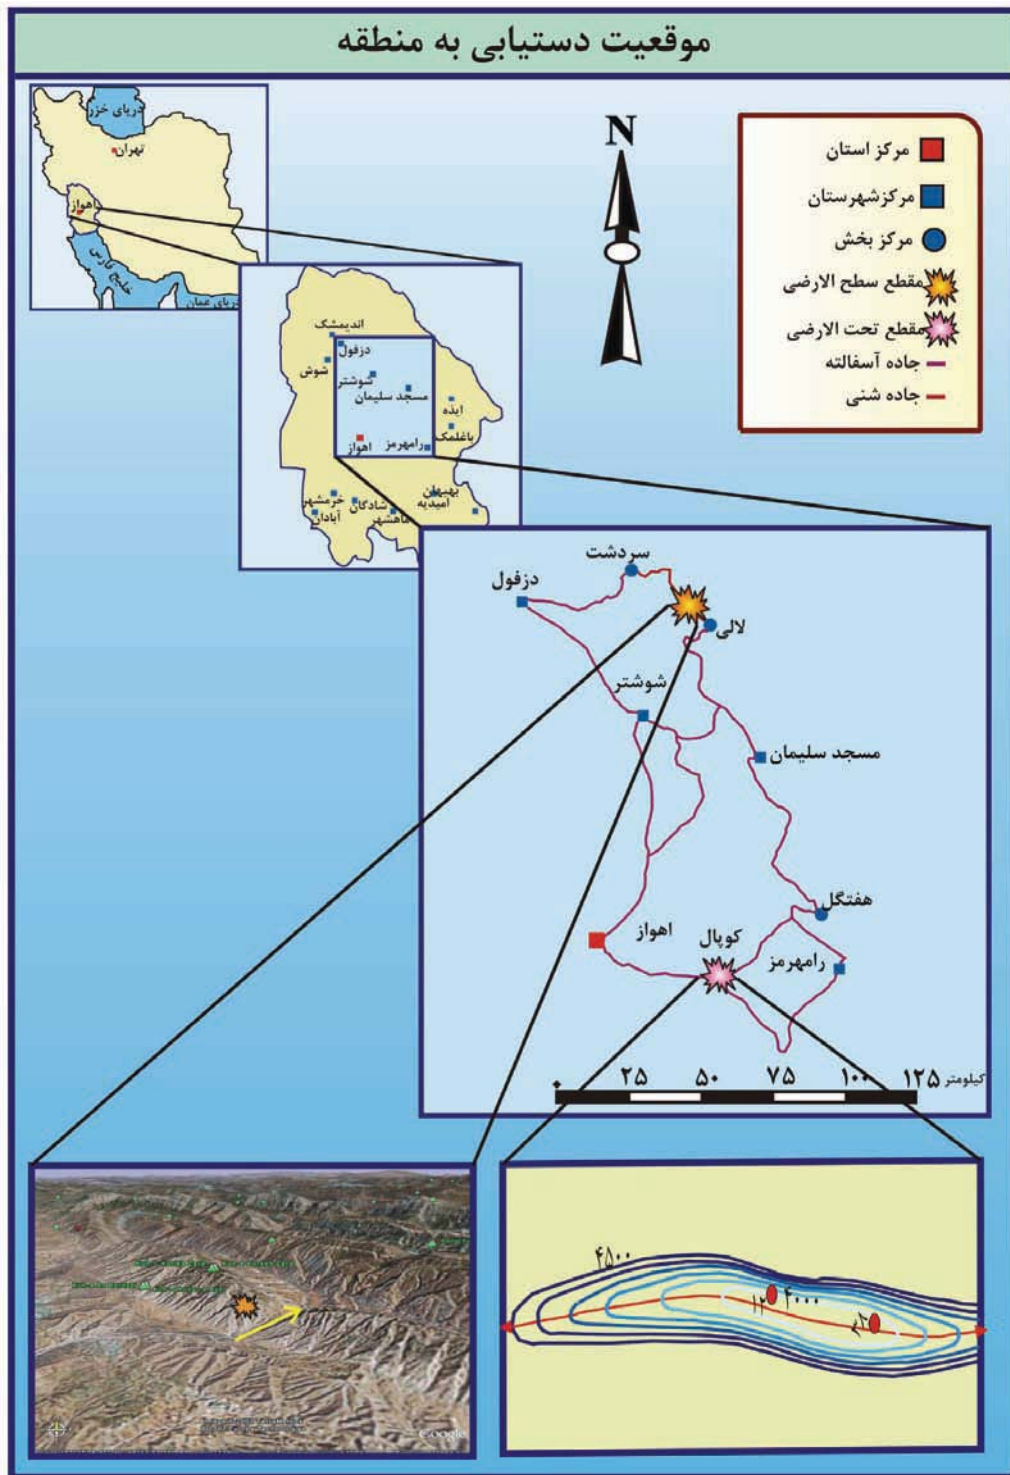 موقعیت دستیابی به منطقه
دریای خزر
تهران
اهواز
خلیج فارس
دریای عمان
N
مرکز استان
مرکزشهرستان
مرکز بخش
مقطع سطح الارضی
مقطع تحت الارضی
جاده آسفالته
جاده شنی
اندیمشک
دزفول
شوش
شوشتر
مسجد سلیمان
ایذه
باغلمک
اهواز
رامهرمز
بهبهان
امیدیه
خرمشهر
شادگان
آبادان
ماهشهر
سردشت
دزفول
لالی
شوشتر
مسجد سلیمان
هفتگل
اهواز
کوپال
رامهرمز
۰ ۲۵ ۵۰ ۷۵ ۱۰۰ ۱۲۵ کیلومتر
۴۵۰۰
۴۰۰۰
۱۲
Google